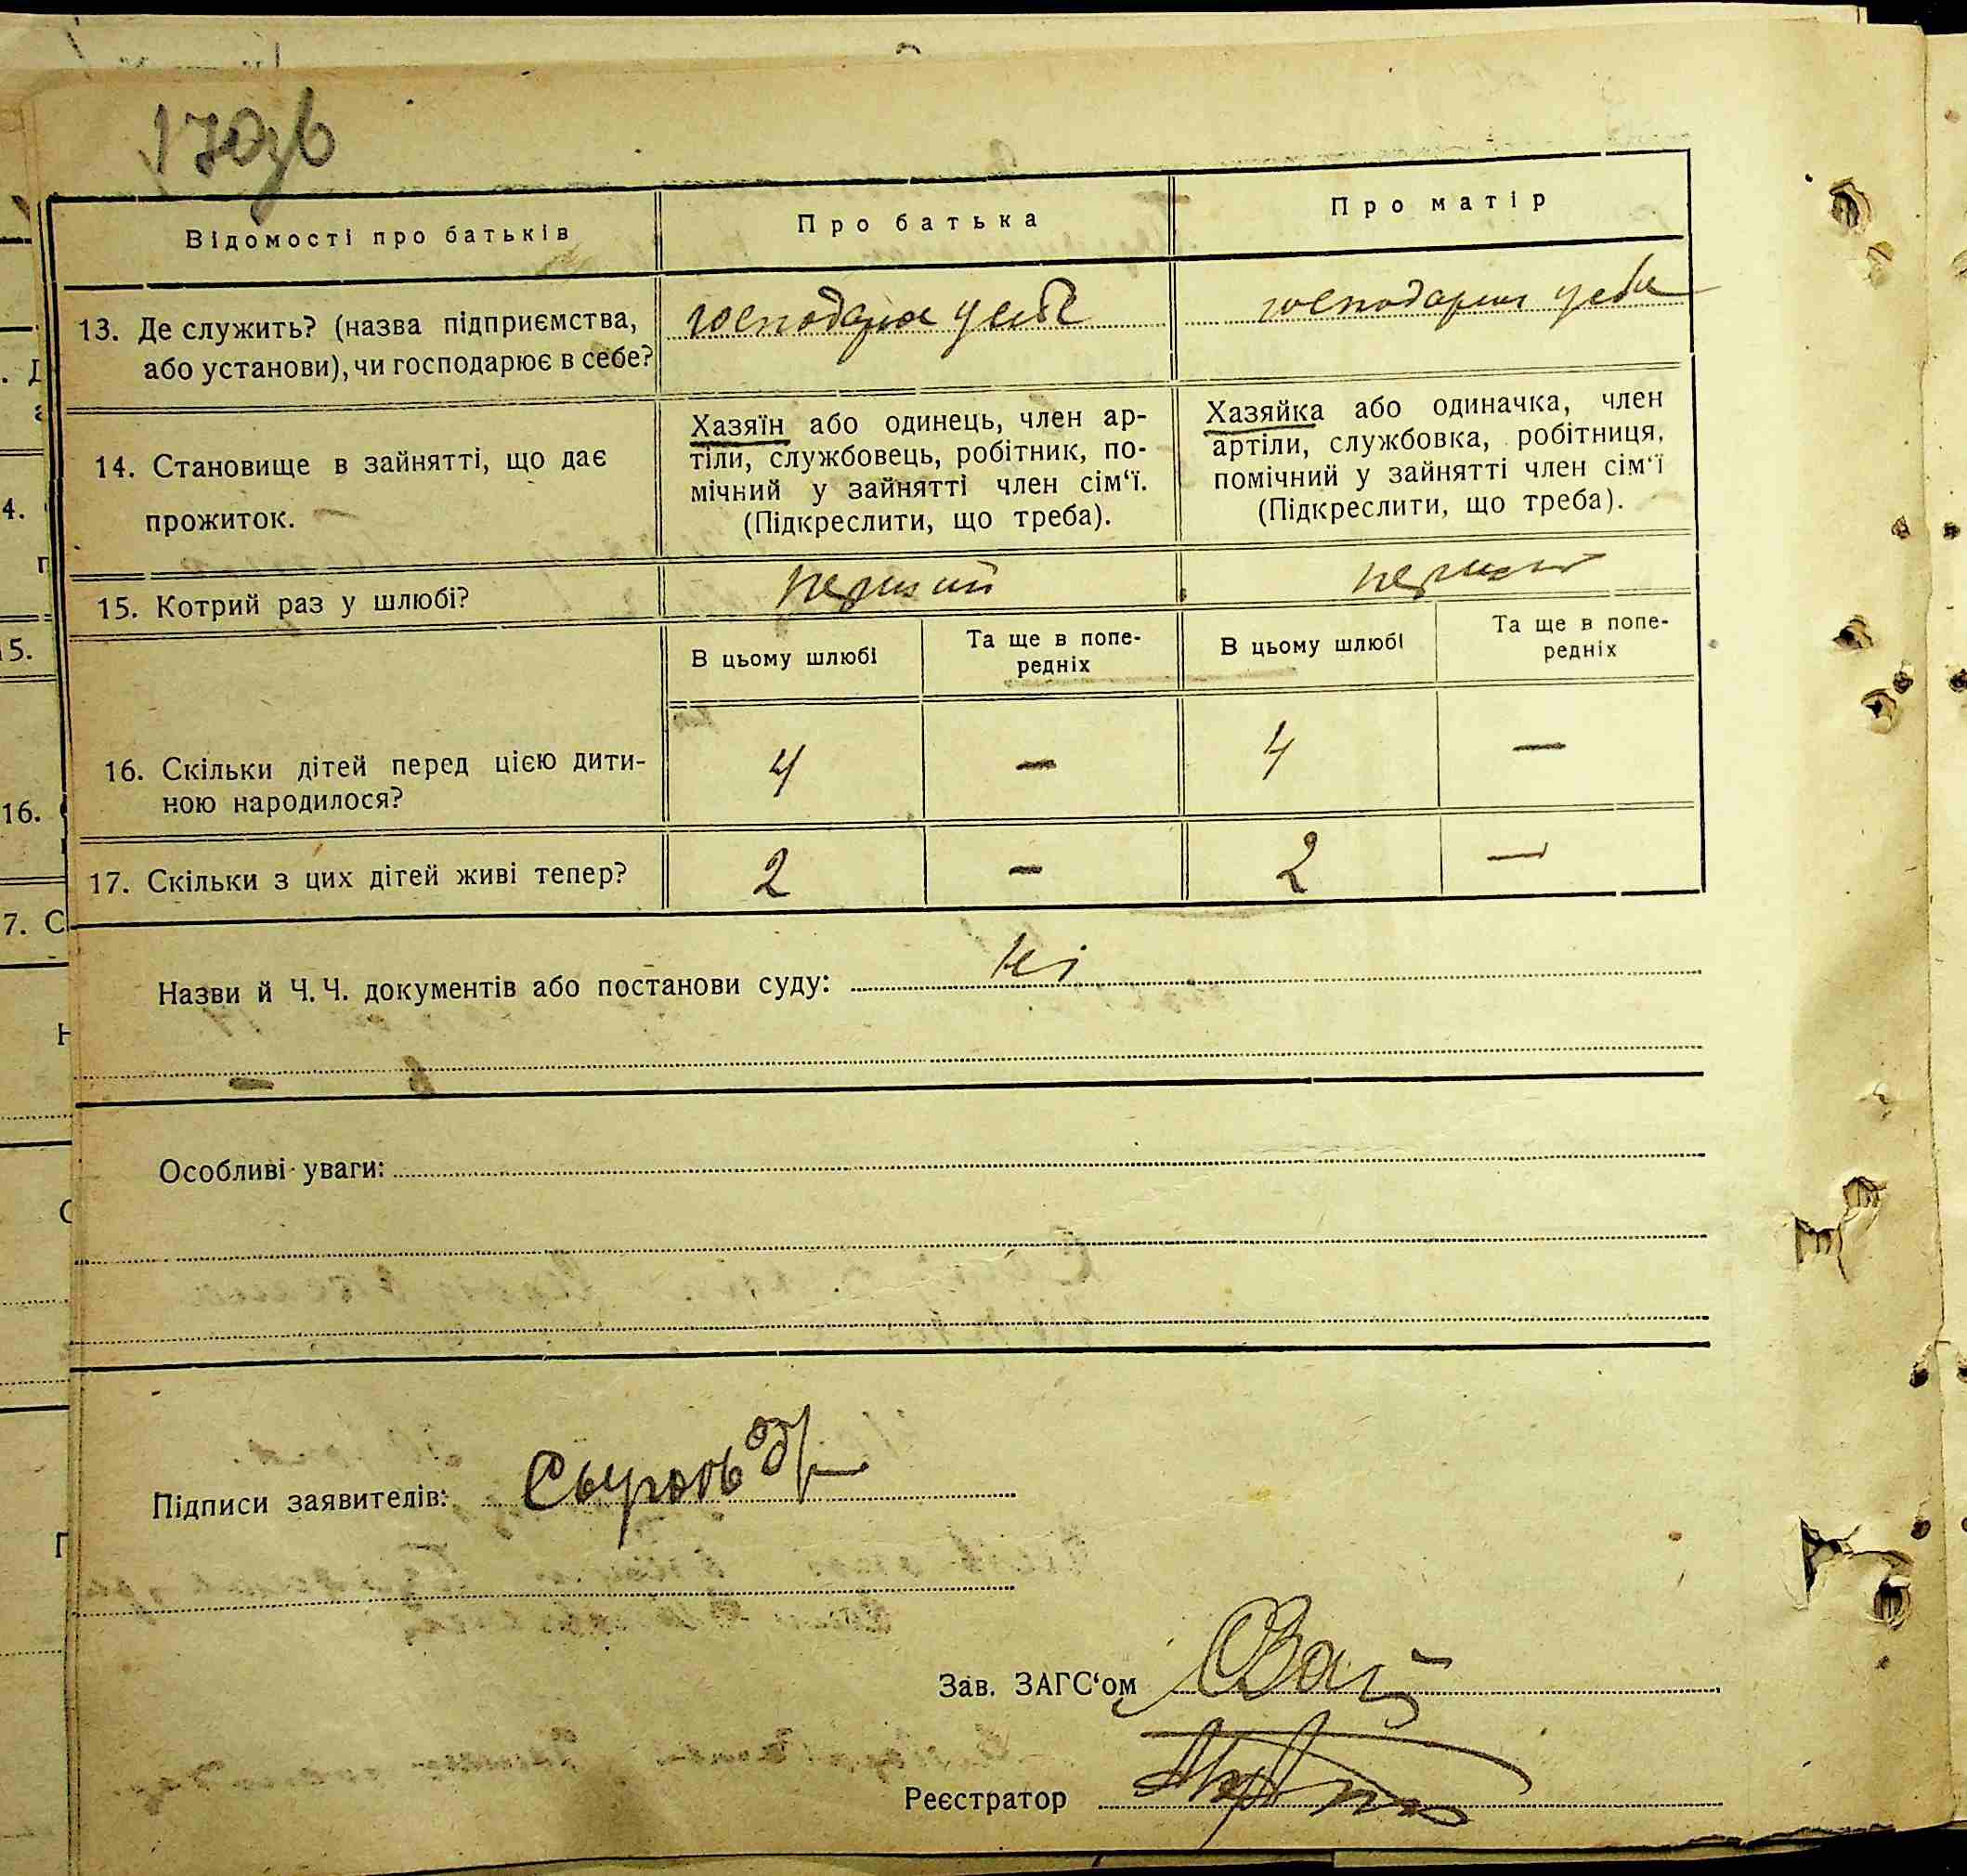 170зв
Відомості про батьків
Про батька
Про матір
13. Де служить? (назва підприємства,
або установи), чи господарює в себе?
господарює у себе
господарює у себе
14. Становище в зайнятті, що дає
прожиток.
Хазяїн або одинець, член ар-
тіли, службовець, робітник, по-
мічний у зайнятті член сім‘ї.
(Підкреслити, що треба).
Хазяйка або одиначка, член
артіли, службовка, робітниця,
помічний у зайнятті член сім‘ї
(Підкреслити, що треба).
15. Котрий раз у шлюбі?
перший
перший
В цьому шлюбі
Та ще в попе-
редніх
В цьому шлюбі
Та ще в попе-
редніх
16. Скільки дітей перед цією дити-
ною народилося?
4 — 4 —
17. Скільки з цих дітей живі тепер?
2 — 2 —
Назви й Ч. Ч. документів або постанови суду: ні
Особливі уваги:
Підписи заявителів:
Зав. ЗАГС‘ом
Реєстратор